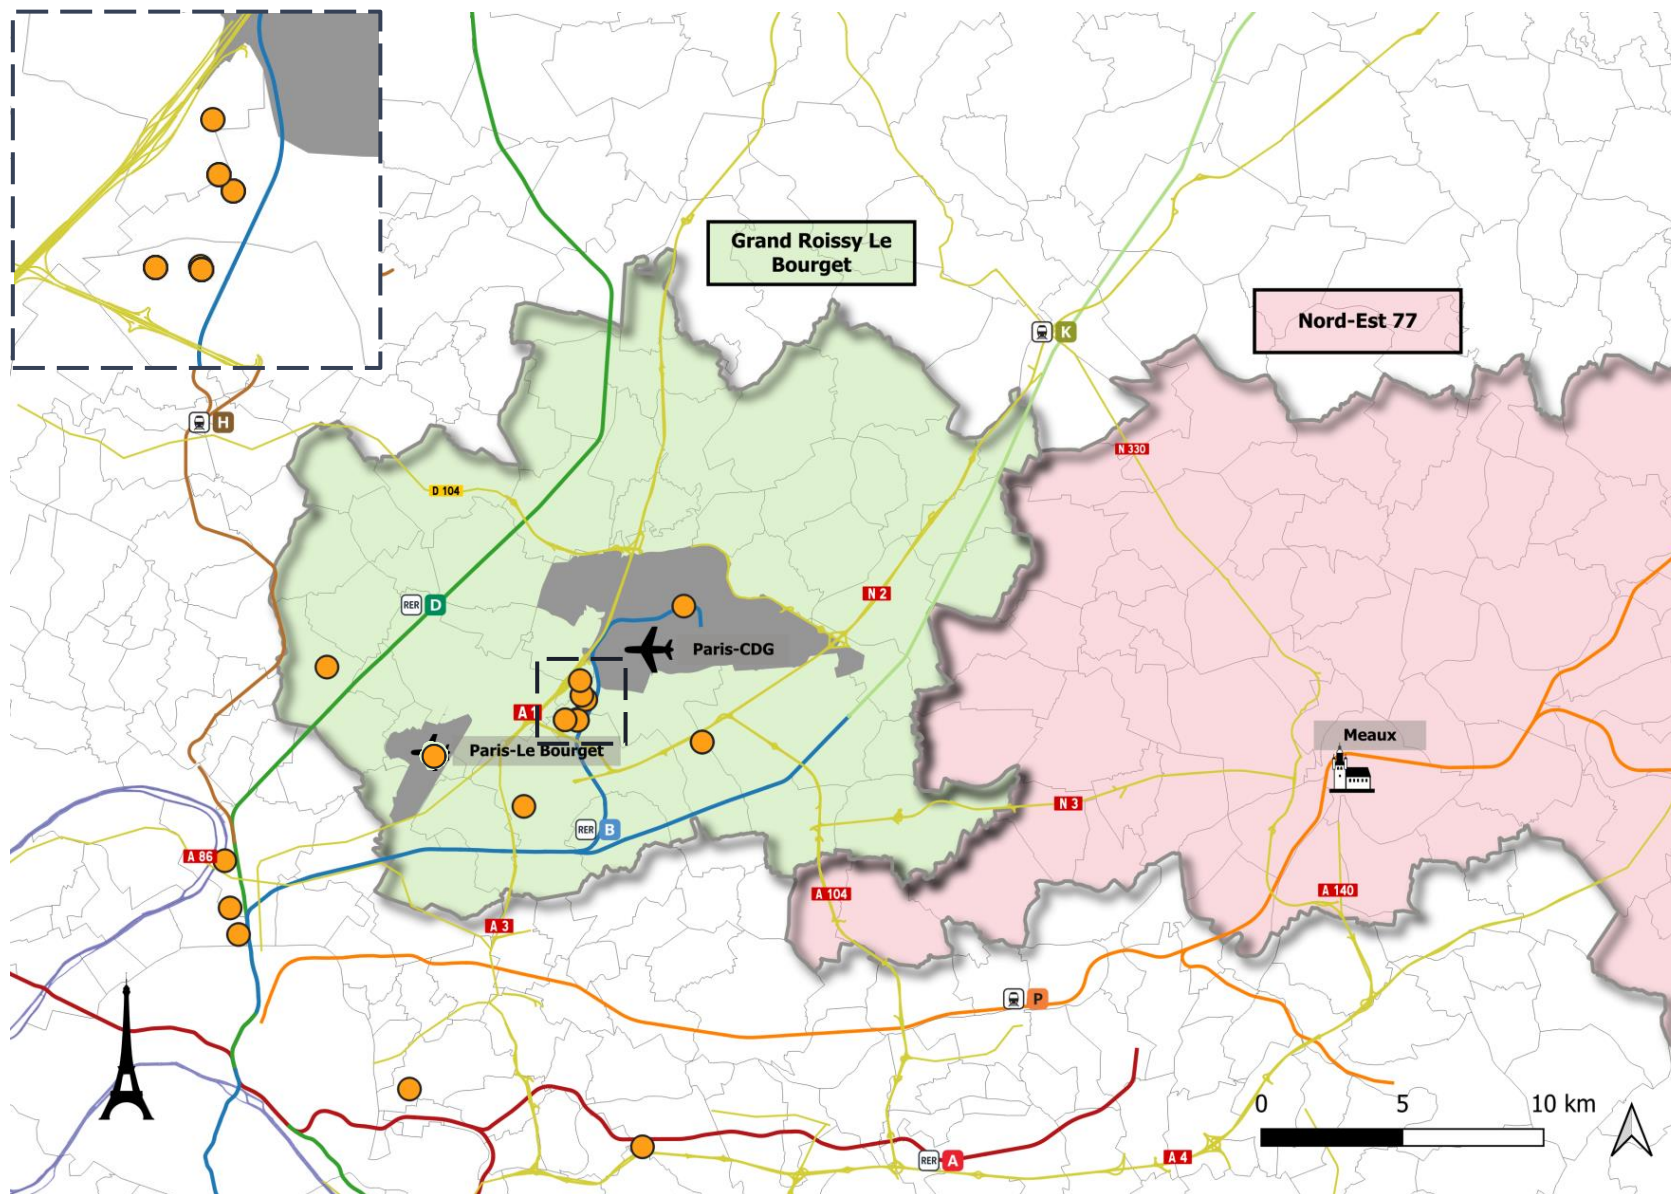 Grand Roissy Le
Bourget
Nord-Est 77
K
H
N 330
D 104
RER D
N 2
Paris-CDG
A 1
Meaux
Paris-Le Bourget
N 3
RER B
A 86
A 140
A 104
A 3
P
0 5 10 km
RER A
A 4